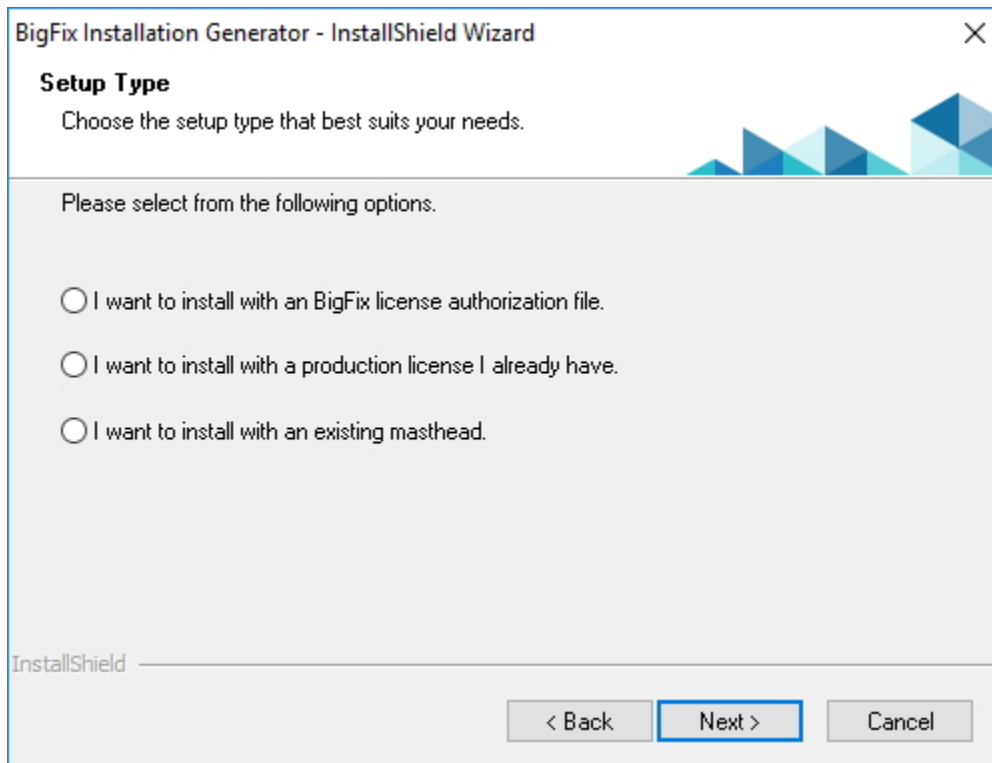 BigFix Installation Generator - InstallShield Wizard
Setup Type
Choose the setup type that best suits your needs.
Please select from the following options.
I want to install with an BigFix license authorization file.
I want to install with a production license I already have.
I want to install with an existing masthead.
InstallShield
< Back Next > Cancel